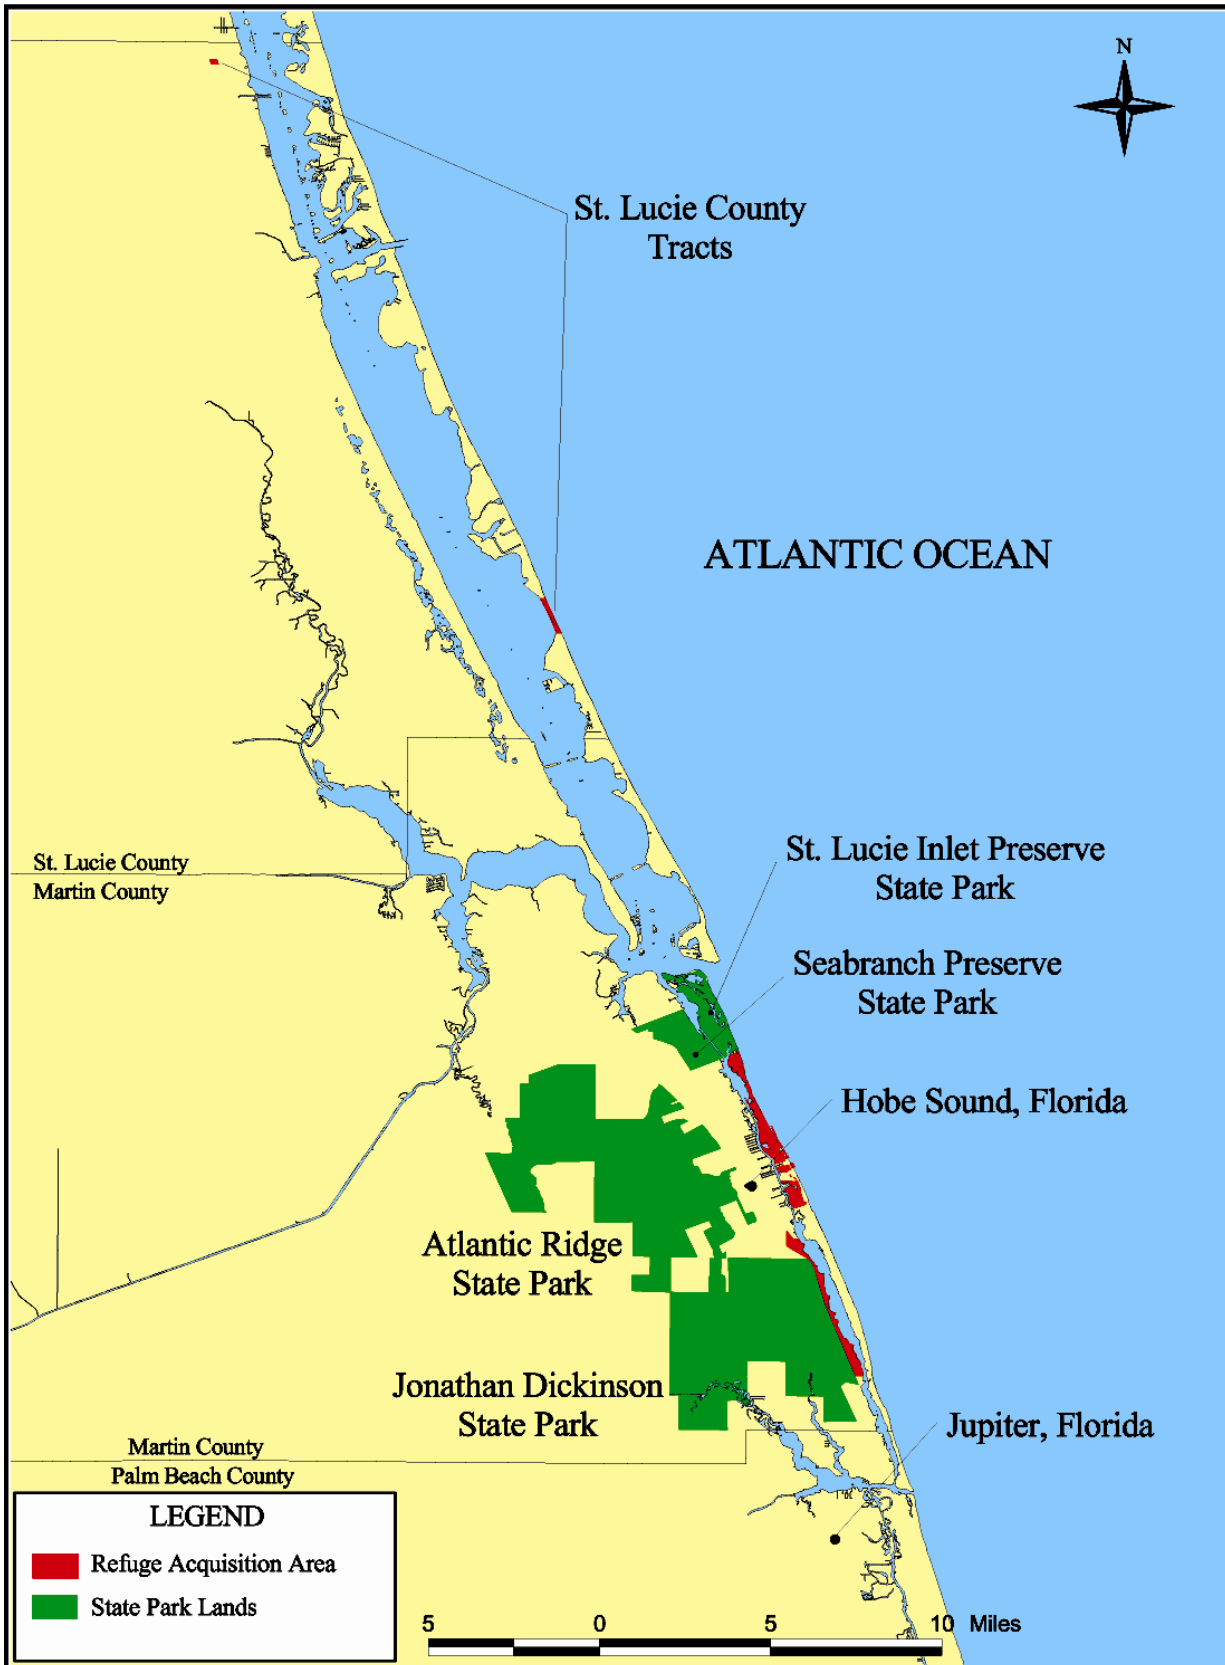 N
St. Lucie County
Tracts
ATLANTIC OCEAN
St. Lucie Inlet Preserve
State Park
St. Lucie County
Martin County
Seabranch Preserve
State Park
Hobe Sound, Florida
Atlantic Ridge
State Park
Jonathan Dickinson
State Park
Jupiter, Florida
Martin County
Palm Beach County
LEGEND
Refuge Acquisition Area
State Park Lands
5 0 5 10 Miles